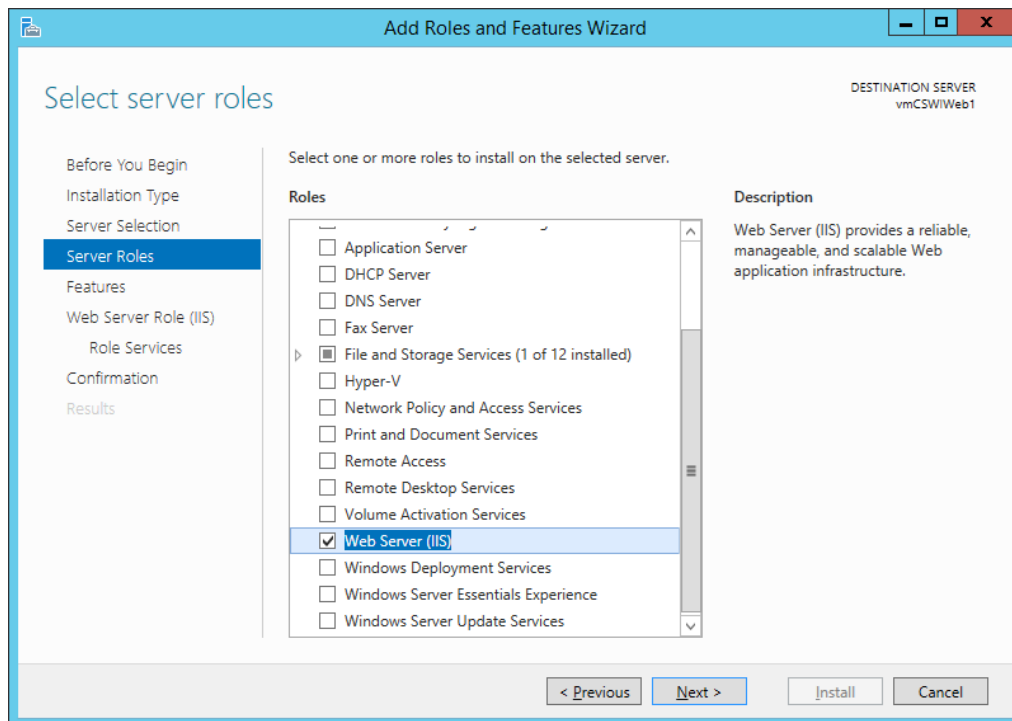 Add Roles and Features Wizard
Select server roles
DESTINATION SERVER
vmCSWIWeb1
Before You Begin
Installation Type
Server Selection
Server Roles
Features
Web Server Role (IIS)
Role Services
Confirmation
Results
Select one or more roles to install on the selected server.
Roles
Application Server
DHCP Server
DNS Server
Fax Server
File and Storage Services (1 of 12 installed)
Hyper-V
Network Policy and Access Services
Print and Document Services
Remote Access
Remote Desktop Services
Volume Activation Services
Web Server (IIS)
Windows Deployment Services
Windows Server Essentials Experience
Windows Server Update Services
Description
Web Server (IIS) provides a reliable,
manageable, and scalable Web
application infrastructure.
< Previous
Next >
Install
Cancel